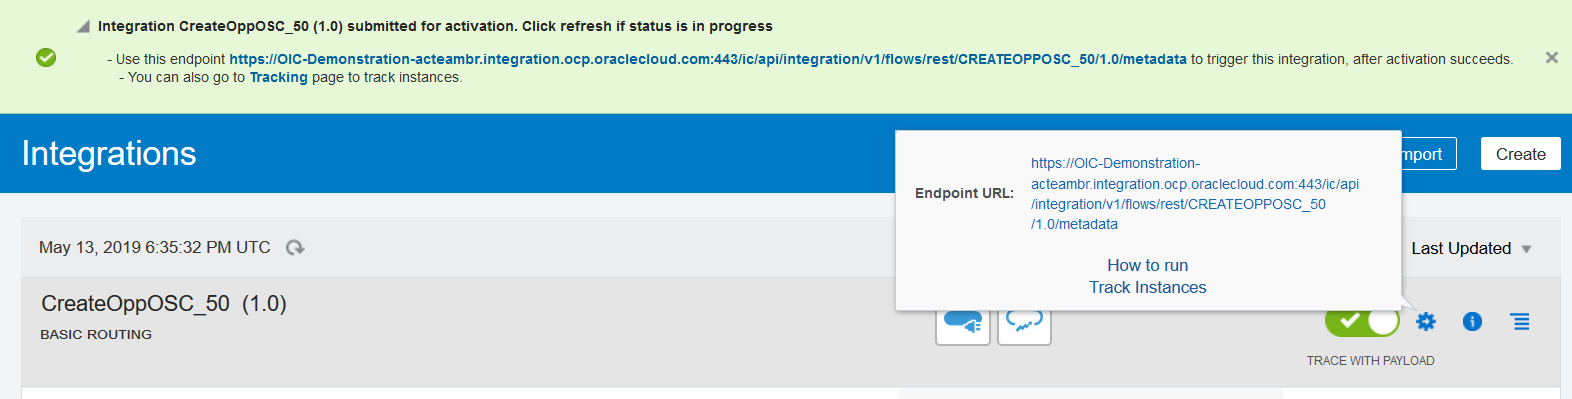 Integration CreateOppOSC_50 (1.0) submitted for activation. Click refresh if status is in progress
- Use this endpoint https://OIC-Demonstration-acteambr.integration.ocp.oraclecloud.com:443/ic/api/integration/v1/flows/rest/CREATEOPPOSC_50/1.0/metadata to trigger this integration, after activation succeeds.
- You can also go to Tracking page to track instances.
Integrations
mport
Create
Endpoint URL:
https://OIC-Demonstration-
acteambr.integration.ocp.oraclecloud.com:443/ic/api
/integration/v1/flows/rest/CREATEOPPOSC_50
/1.0/metadata
How to run
Track Instances
May 13, 2019 6:35:32 PM UTC
Last Updated
CreateOppOSC_50 (1.0)
BASIC ROUTING
TRACE WITH PAYLOAD